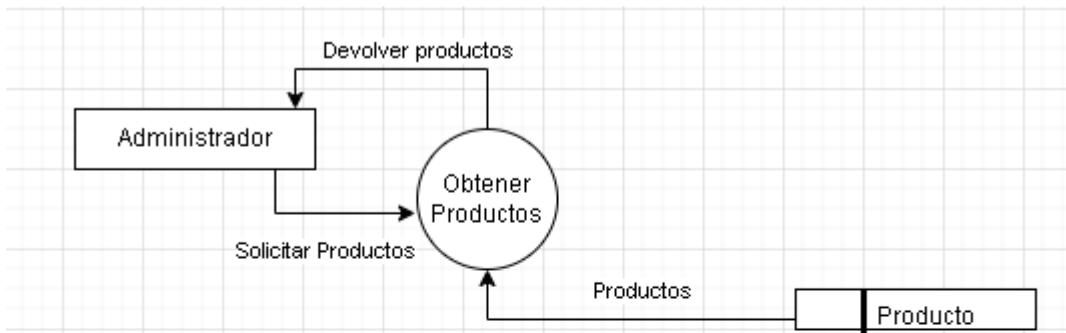 Devolver productos
Administrador
Obtener
Productos
Solicitar Productos
Productos
Producto